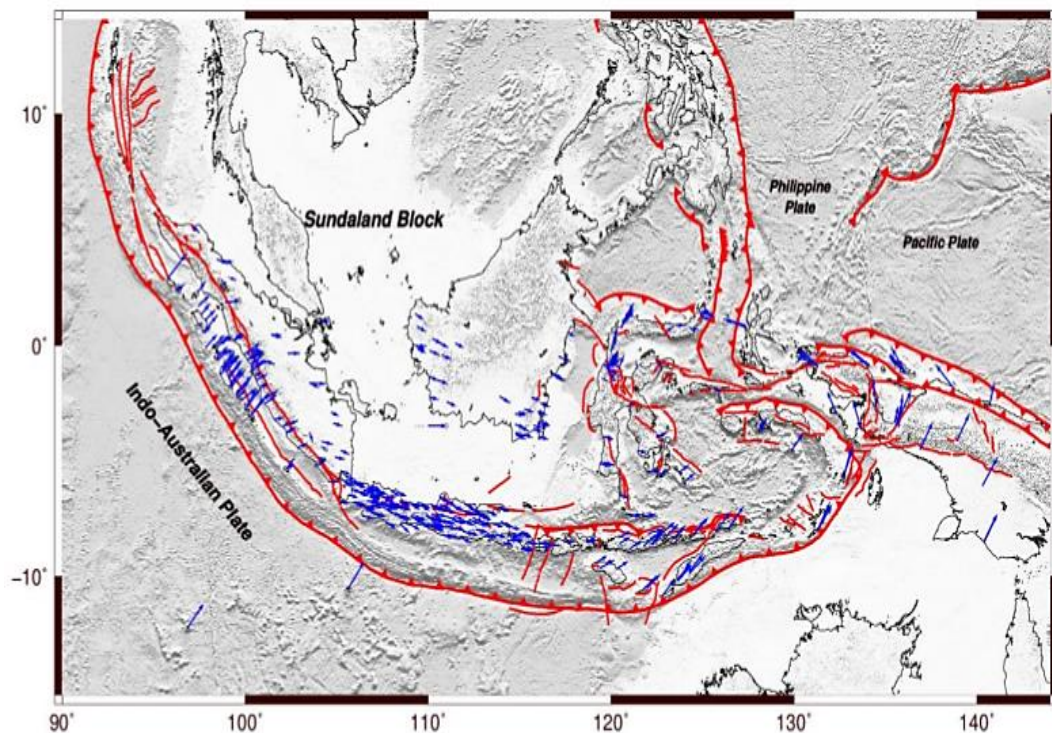 10°
Philippine
Plate
Sundaland Block
Pacific Plate
0°
Indo–Australian Plate
−10°
90°
100°
110°
120°
130°
140°